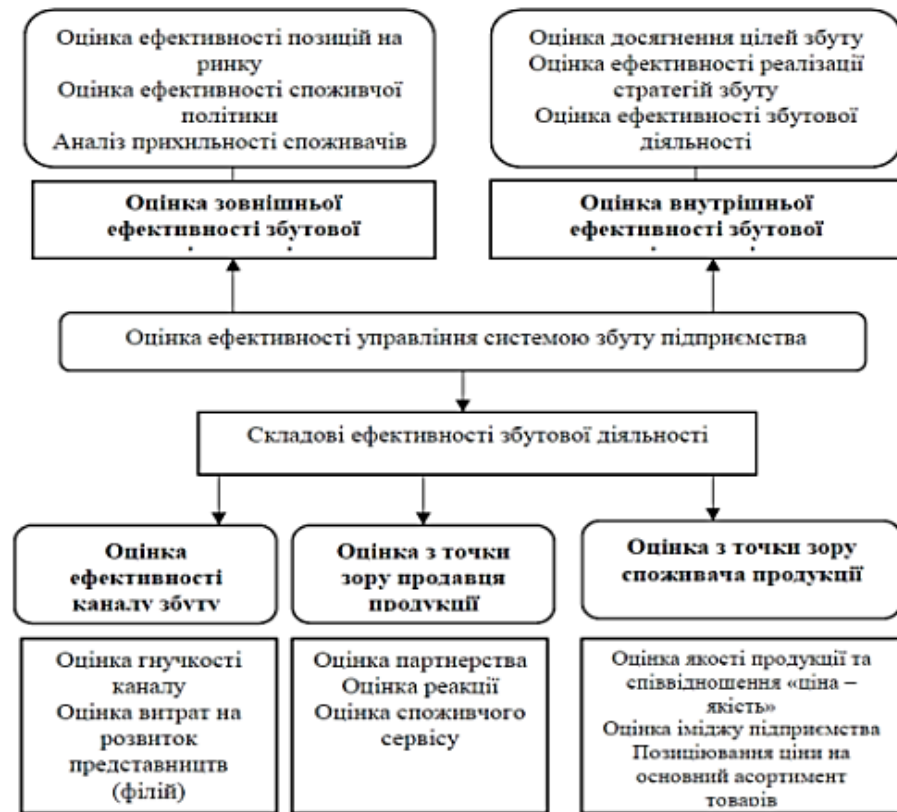 Оцінка ефективності позицій на
ринку
Оцінка ефективності споживчої
політики
Аналіз прихильності споживачів
Оцінка досягнення цілей збуту
Оцінка ефективності реалізації
стратегій збуту
Оцінка ефективності збутової
діяльності
Оцінка зовнішньої
ефективності збутової
Оцінка внутрішньої
ефективності збутової
Оцінка ефективності управління системою збуту підприємства
Складові ефективності збутової діяльності
Оцінка
ефективності
каналу збуту
Оцінка з точки
зору продавця
продукції
Оцінка з точки зору
споживача продукції
Оцінка гнучкості
каналу
Оцінка витрат на
розвиток
представництв
(філій)
Оцінка партнерства
Оцінка реакції
Оцінка споживчого
сервісу
Оцінка якості продукції та
співвідношення «ціна –
якість»
Оцінка іміджу підприємства
Позиціювання ціни на
основний асортимент
товарів